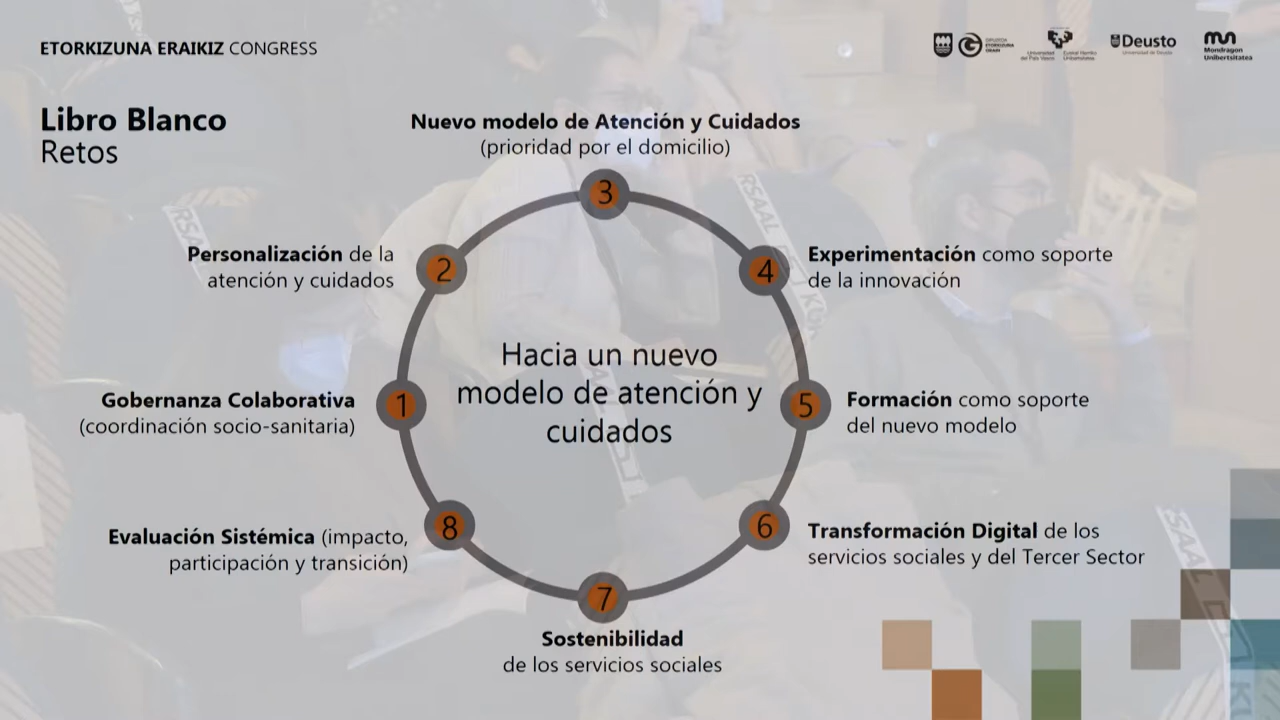 ETORKIZUNA ERAIKIZ CONGRESS
Deusto
Mondragon
Unibertsitatea
Libro Blanco
Retos
Nuevo modelo de Atención y Cuidados
(prioridad por el domicilio)
3
Personalización de la
atención y cuidados
2
4
Experimentación como soporte
de la innovación
Hacia un nuevo
modelo de atención y
cuidados
Gobernanza Colaborativa
(coordinación socio-sanitaria)
1
5
Formación como soporte
del nuevo modelo
Evaluación Sistémica (impacto,
participación y transición)
8
6
Transformación Digital de los
servicios sociales y del Tercer Sector
7
Sostenibilidad
de los servicios sociales